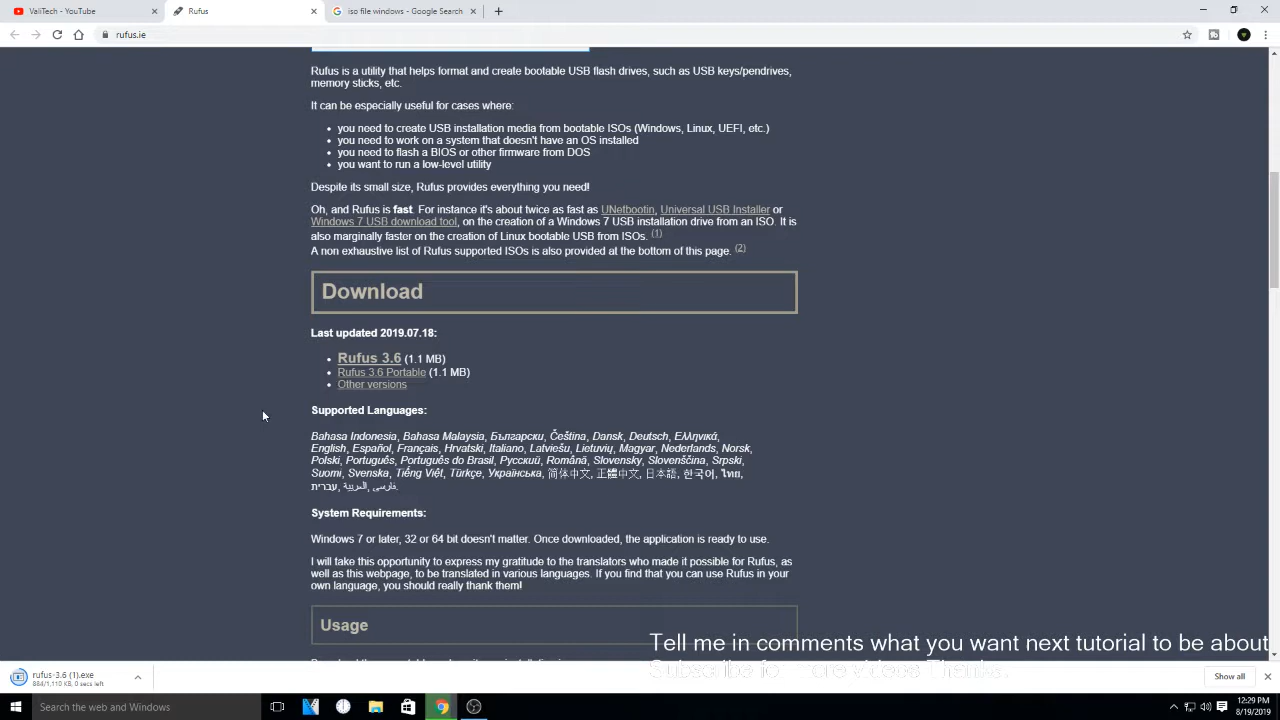 ValiTech - YouTube
Rufus
iso file windows - Google Search
rufus.ie
Rufus is a utility that helps format and create bootable USB flash drives, such as USB keys/pendrives,
memory sticks, etc.
It can be especially useful for cases where:
you need to create USB installation media from bootable ISOs (Windows, Linux, UEFI, etc.)
you need to work on a system that doesn't have an OS installed
you need to flash a BIOS or other firmware from DOS
you want to run a low-level utility
Despite its small size, Rufus provides everything you need!
Oh, and Rufus is fast. For instance it's about twice as fast as UNetbootin, Universal USB Installer or
Windows 7 USB download tool, on the creation of a Windows 7 USB installation drive from an ISO. It is
also marginally faster on the creation of Linux bootable USB from ISOs. (1)
A non exhaustive list of Rufus supported ISOs is also provided at the bottom of this page. (2)
Download
Last updated 2019.07.18:
Rufus 3.6 (1.1 MB)
Rufus 3.6 Portable (1.1 MB)
Other versions
Supported Languages:
Bahasa Indonesia, Bahasa Malaysia, Български, Čeština, Dansk, Deutsch, Ελληνικά,
English, Español, Français, Hrvatski, Italiano, Latviešu, Lietuvių, Magyar, Nederlands, Norsk,
Polski, Português, Português do Brasil, Русский, Română, Slovensky, Slovenščina, Srpski,
Suomi, Svenska, Tiếng Việt, Türkçe, Українська, 简体中文, 正體中文, 日本語, 한국어, ไทย,
עברית, العربية, فارسی.
System Requirements:
Windows 7 or later, 32 or 64 bit doesn't matter. Once downloaded, the application is ready to use.
I will take this opportunity to express my gratitude to the translators who made it possible for Rufus, as
well as this webpage, to be translated in various languages. If you find that you can use Rufus in your
own language, you should really thank them!
Usage
Tell me in comments what you want next tutorial to be about
Subscribe for more videos Thanks.
rufus-3.6 (1).exe
884/1,110 KB, 0 secs left
Show all
Search the web and Windows
12:29 PM
8/19/2019